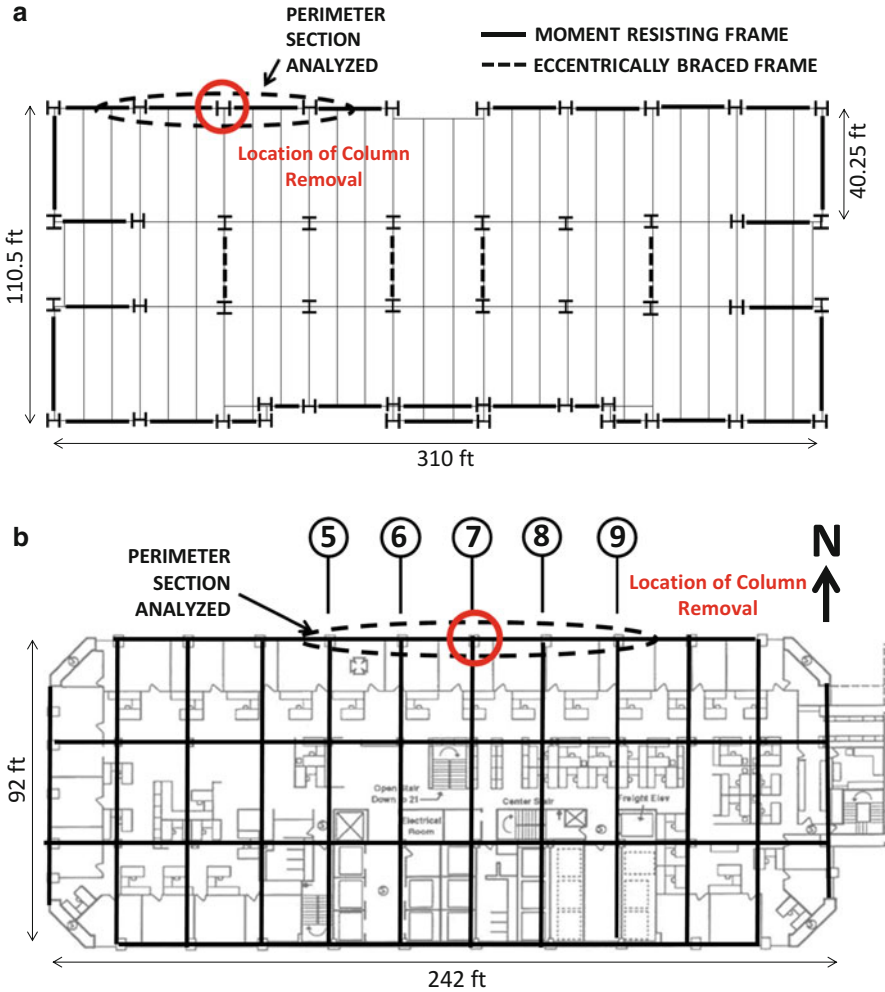 a
PERIMETER
SECTION
ANALYZED
MOMENT RESISTING FRAME
ECCENTRICALLY BRACED FRAME
Location of Column
Removal
40.25 ft
110.5 ft
310 ft
b
5 6 7 8 9
N
PERIMETER
SECTION
ANALYZED
Location of Column
Removal
92 ft
Open Stair
Down to 21
Electrical
Room
Center Stair
Freight Elev
242 ft